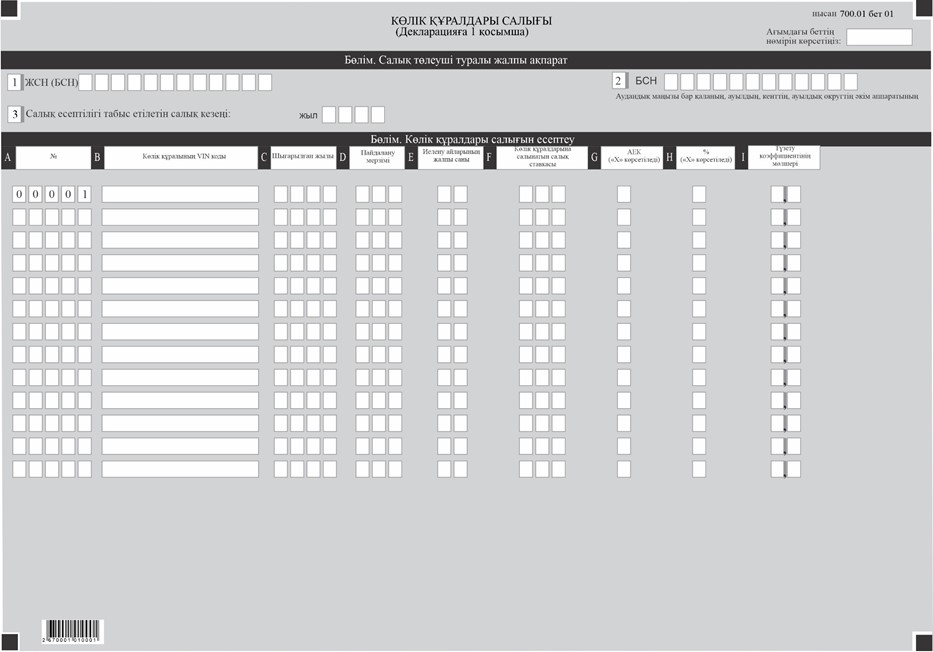 КӨЛІК ҚҰРАЛДАРЫ САЛЫҒЫ
(Декларацияға 1 қосымша)
нысан 700.01 бет 01
Ағымдағы беттің
нөмірін көрсетіңіз:
Бөлім. Салық төлеуші туралы жалпы ақпарат
1 ЖСН (БСН)
2 БСН
Аудандық маңызы бар қаланың, ауылдың, кенттің, ауылдық округтің әкім аппаратының
3 Салық есептілігі табыс етілетін салық кезеңі:
жыл
Бөлім. Көлік құралдары салығын есептеу
A № B Көлік құралының VIN коды C Шығарылған жылы D Пайдалану мерзімі E Иелену айларының жалпы саны F Көлік құралдарына салынатын салық ставкасы G АЕК («X» көрсетіледі) H % («X» көрсетіледі) I Түзету коэффициентінің мөлшері
0 0 0 0 1